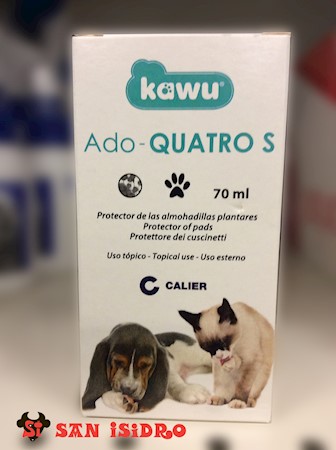 kawu®
Ado-QUATRO S
70 ml
Protector de las almohadillas plantares
Protector of pads
Protettore dei cuscinetti
Uso tópico - Topical use - Uso esterno
C CALIER
Si SAN ISIDRO